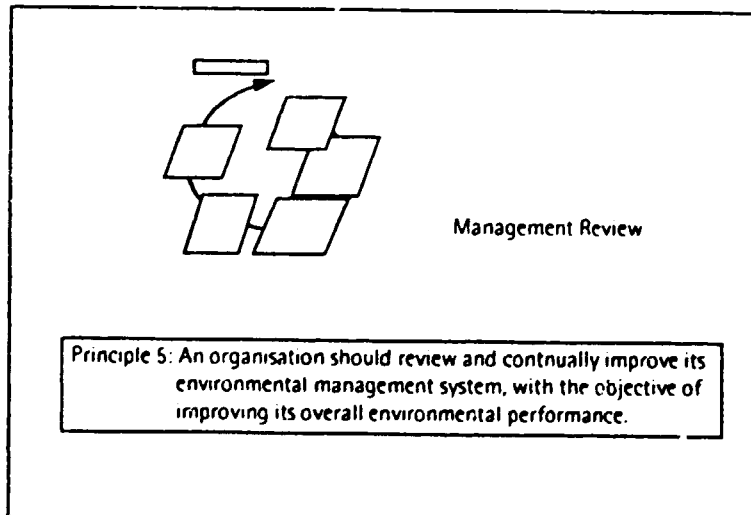 Management Review
Principle 5: An organisation should review and contnually improve its
environmental management system, with the objective of
improving its overall environmental performance.